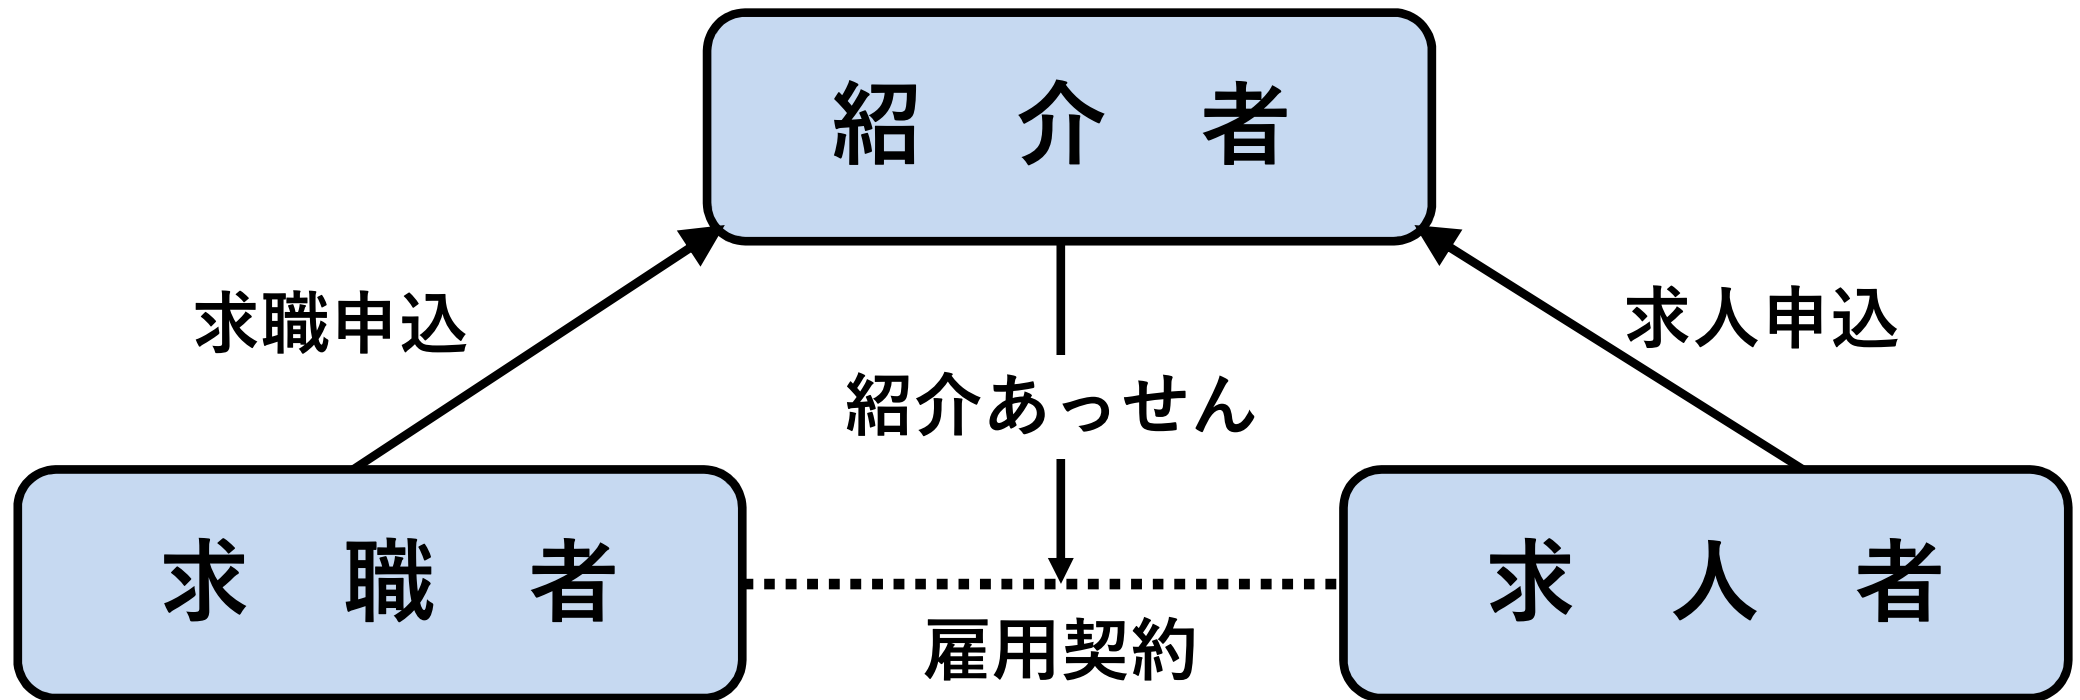 紹介者
求職申込
求人申込
紹介あっせん
求職者
求人者
雇用契約